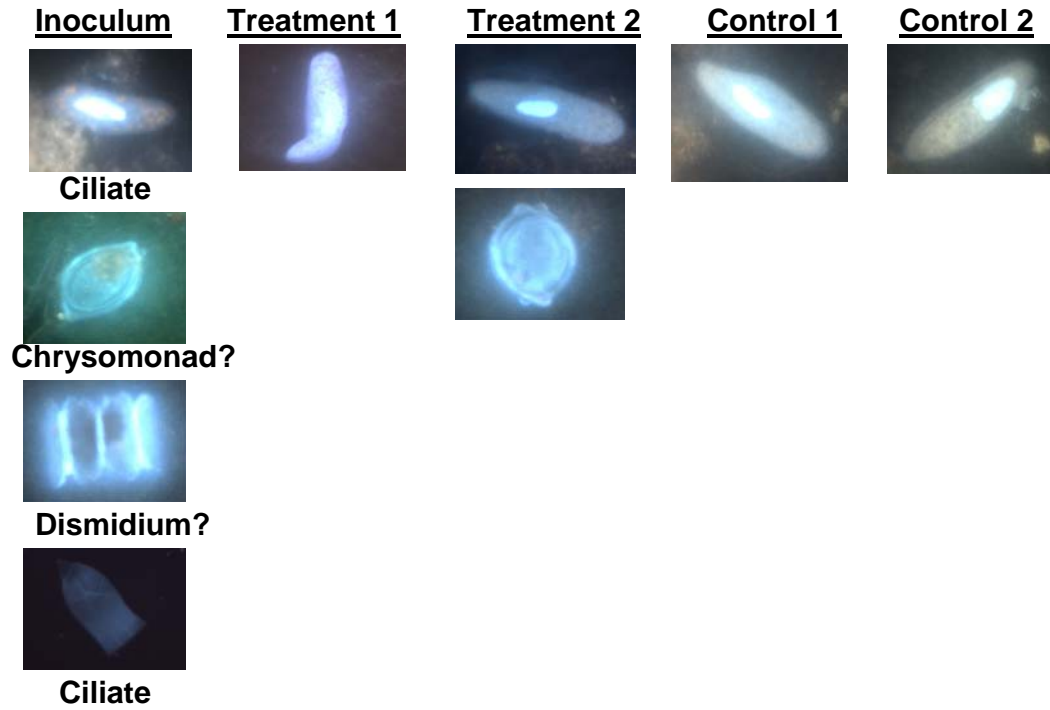 Inoculum Treatment 1 Treatment 2 Control 1 Control 2
Ciliate
Chrysomonad?
Dismidium?
Ciliate